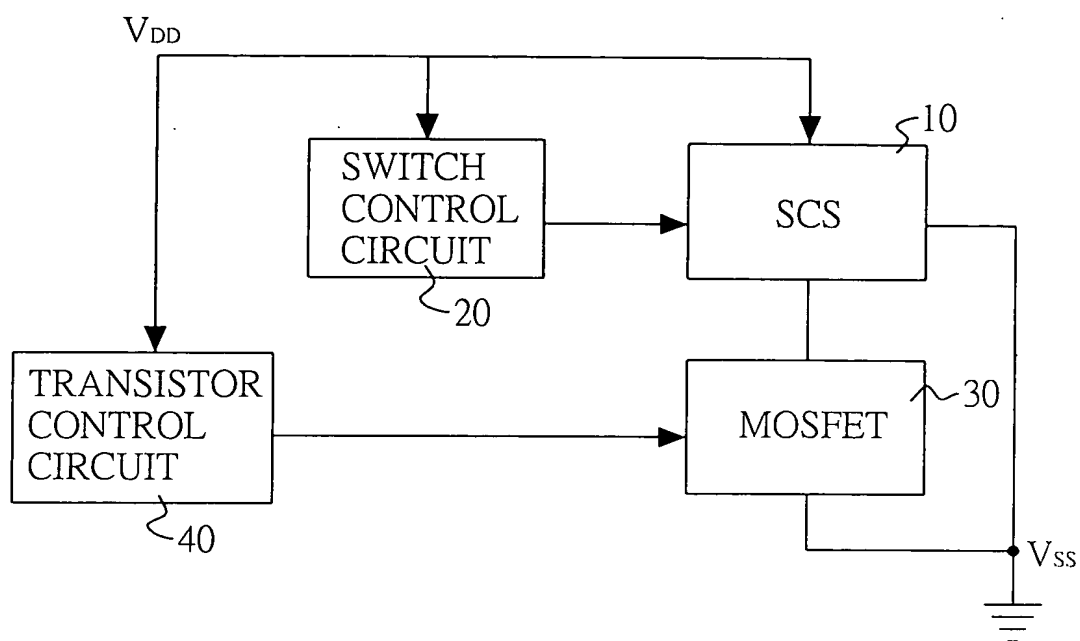 VDD
10
SWITCH
CONTROL
CIRCUIT
SCS
20
TRANSISTOR
CONTROL
CIRCUIT
30
MOSFET
40
VSS